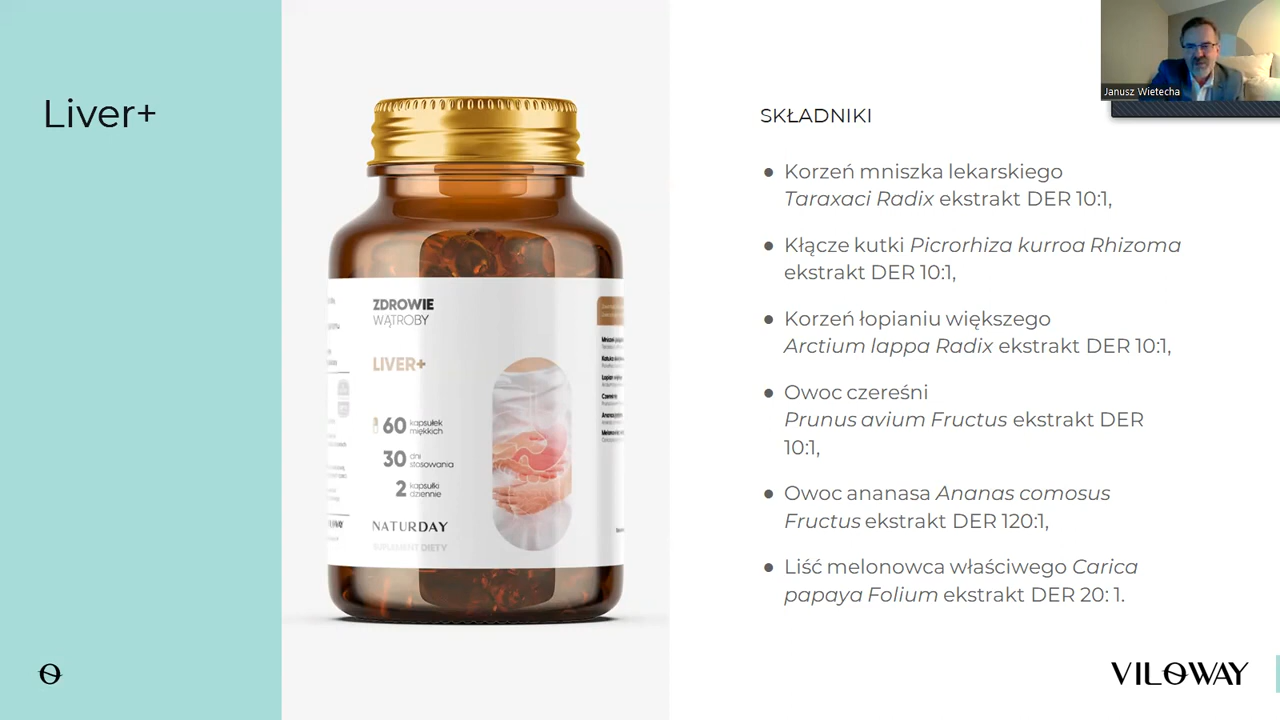 Liver+
ZDROWIE
WĄTROBY
LIVER+
60 kapsułek
miękkich
30 dni
stosowania
2 kapsułki
dziennie
NATURDAY
SUPLEMENT DIETY
SKŁADNIKI
● Korzeń mniszka lekarskiego
Taraxaci Radix ekstrakt DER 10:1,
● Kłącze kutki Picrorhiza kurroa Rhizoma
ekstrakt DER 10:1,
● Korzeń łopianu większego
Arctium lappa Radix ekstrakt DER 10:1,
● Owoc czereśni
Prunus avium Fructus ekstrakt DER
10:1,
● Owoc ananasa Ananas comosus
Fructus ekstrakt DER 120:1,
● Liść melonowca właściwego Carica
papaya Folium ekstrakt DER 20: 1.
Janusz Wietecha
VILOWAY